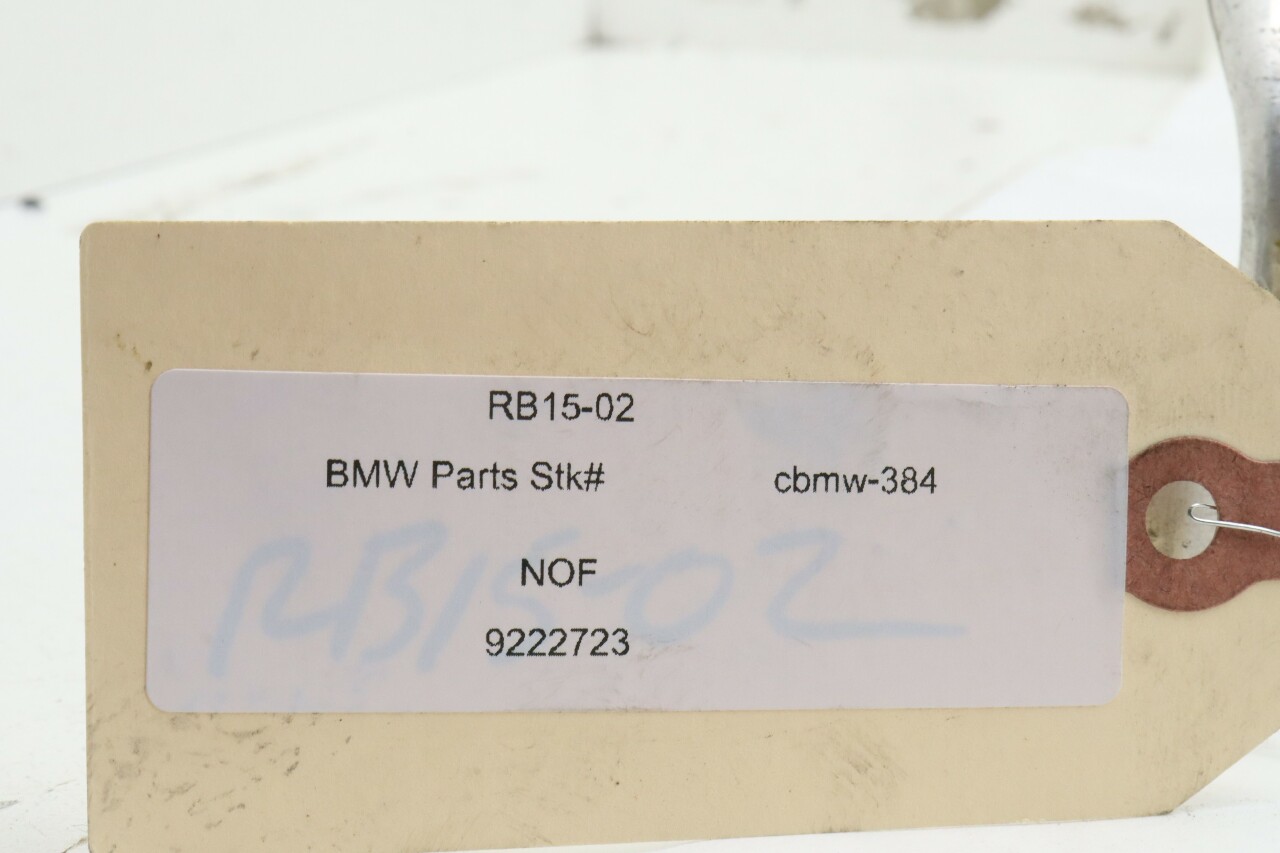 RB15-02
BMW Parts Stk# cbmw-384
NOF
RB15-02
9222723